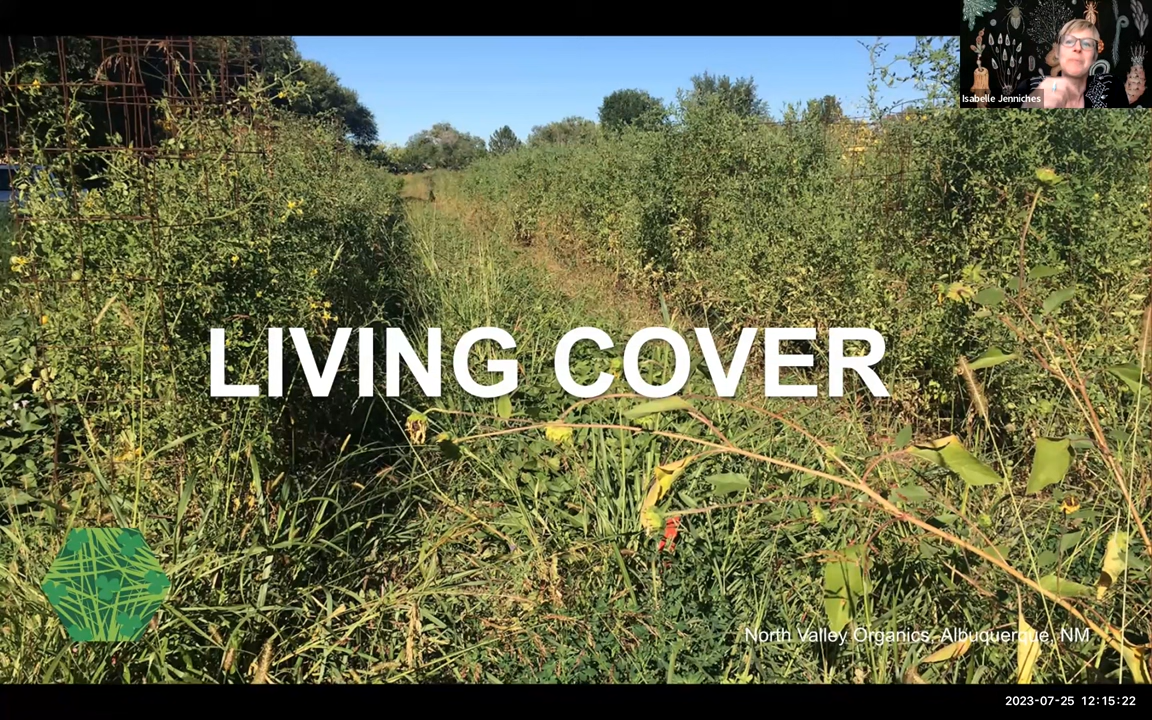 Isabelle Jenniches
LIVING COVER
North Valley Organics, Albuquerque, NM
2023-07-25 12:15:22